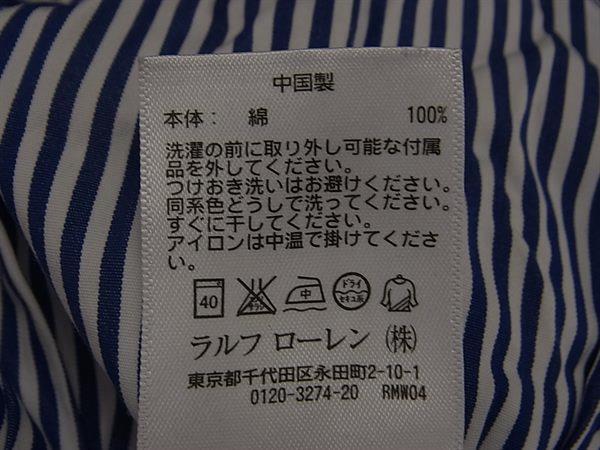 中国製
本体: 綿 100%
洗濯の前に取り外し可能な付属
品を外してください。
つけおき洗いはお避けください。
同系色どうしで洗ってください。
すぐに干してください。
アイロンは中温で掛けてくださ
い。
40 中 ドライ セキユ系
ラルフ ローレン ㈱
東京都千代田区永田町2-10-1
0120-3274-20 RMW04